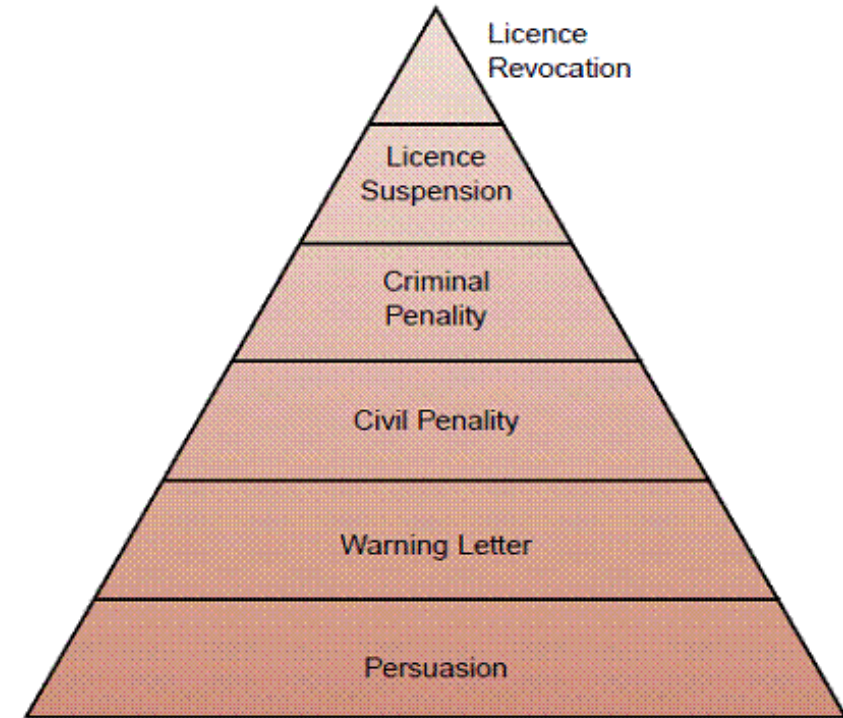 Licence
Revocation
Licence
Suspension
Criminal
Penality
Civil Penality
Warning Letter
Persuasion